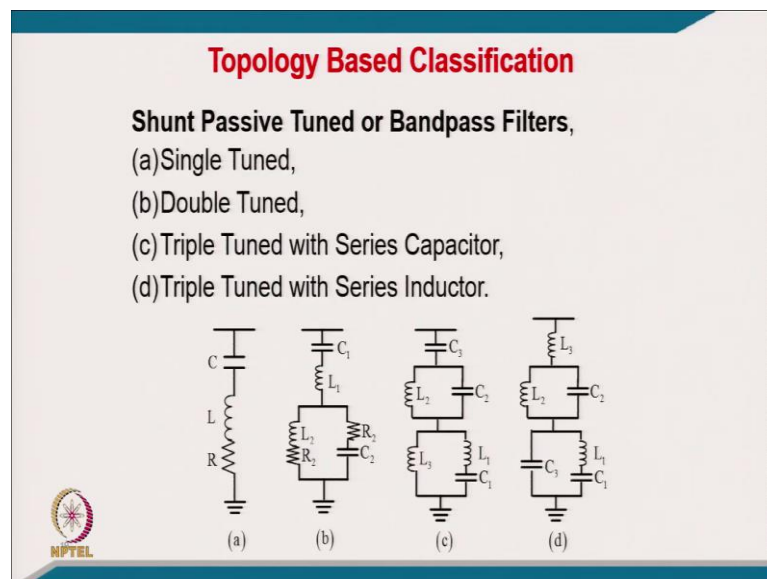 Topology Based Classification
Shunt Passive Tuned or Bandpass Filters,
(a)Single Tuned,
(b)Double Tuned,
(c)Triple Tuned with Series Capacitor,
(d)Triple Tuned with Series Inductor.
C
L
R
(a)
C1
L1
L2
R2
R2
C2
(b)
C3
L2
C2
L3
L1
C1
(c)
L3
L2
C2
C3
L1
C1
(d)
NPTEL